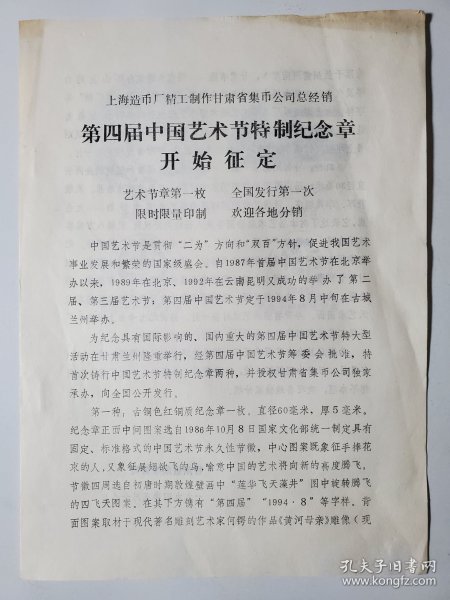 上海造币厂精工制作甘肃省集币公司总经销
第四届中国艺术节特制纪念章
开始征定
艺术节章第一枚 全国发行第一次
限时限量印制 欢迎各地分销
中国艺术节是贯彻“二为”方向和“双百”方针，促进我国艺术
事业发展和繁荣的国家级盛会。自1987年首届中国艺术节在北京举
办以来，1989年在北京、1992年在云南昆明又成功的举办了第二
届、第三届艺术节，第四届中国艺术节定于1994年8月中旬在古城
兰州举办。
为纪念具有国际影响的、国内重大的第四届中国艺术节特大型
活动在甘肃兰州隆重举行，经第四届中国艺术节筹委会批准，特
首次铸行中国艺术节特制纪念章两种，并授权甘肃省集币公司独家
承办，向全国公开发行。
第一种，古铜色红铜质纪念章一枚。直径60毫米，厚5毫米。
纪念章正面中间图案选自1986年10月8日国家文化部统一制定具有
固定、标准格式的中国艺术节永久性节徽，中心图案既象征手捧花
束的人，又象征展翅欲飞的鸟，喻意中国的艺术将向新的高度腾飞。
节徽四周选自初唐时期敦煌壁画中“莲华飞天藻井”图中旋转腾飞
的四飞天图案。在其下方镌有“第四届”“1994·8”等字样。背
面图案取材于现代著名雕刻艺术家何鄂的作品《黄河母亲》雕像（现
孔夫子旧书网
www.kongfz.com